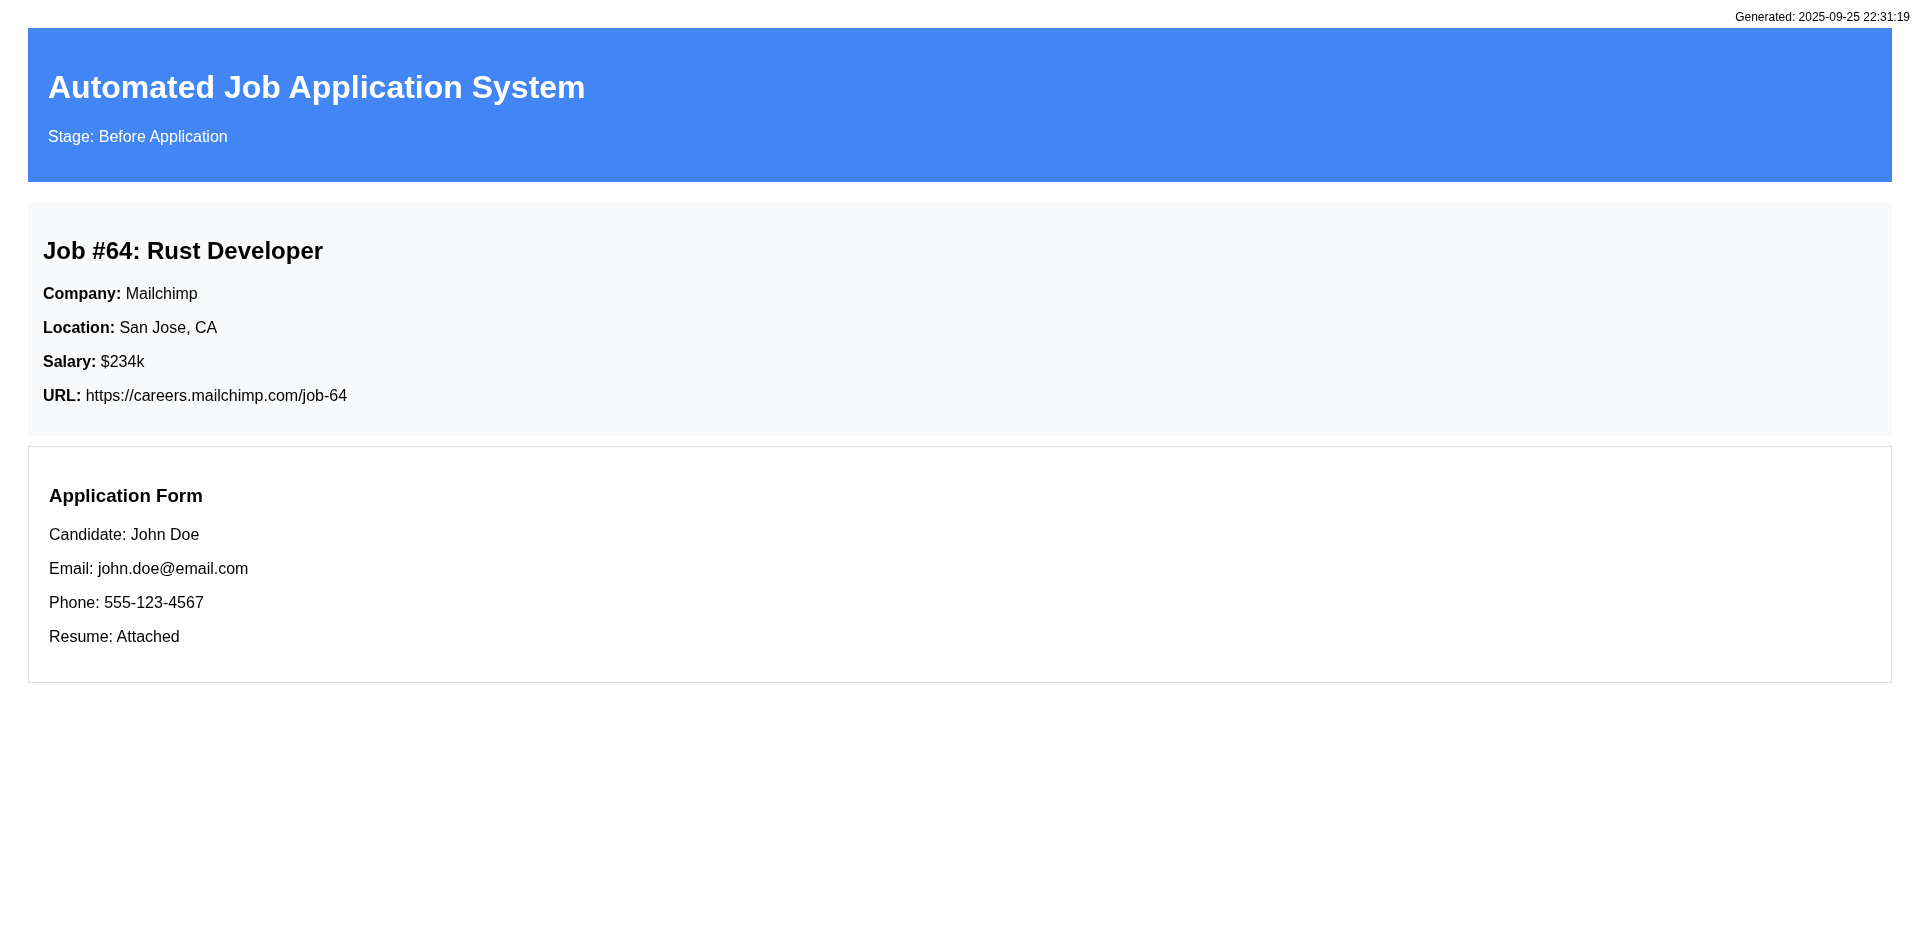 Generated: 2025-09-25 22:31:19
Automated Job Application System
Stage: Before Application
Job #64: Rust Developer
Company: Mailchimp
Location: San Jose, CA
Salary: $234k
URL: https://careers.mailchimp.com/job-64
Application Form
Candidate: John Doe
Email: john.doe@email.com
Phone: 555-123-4567
Resume: Attached